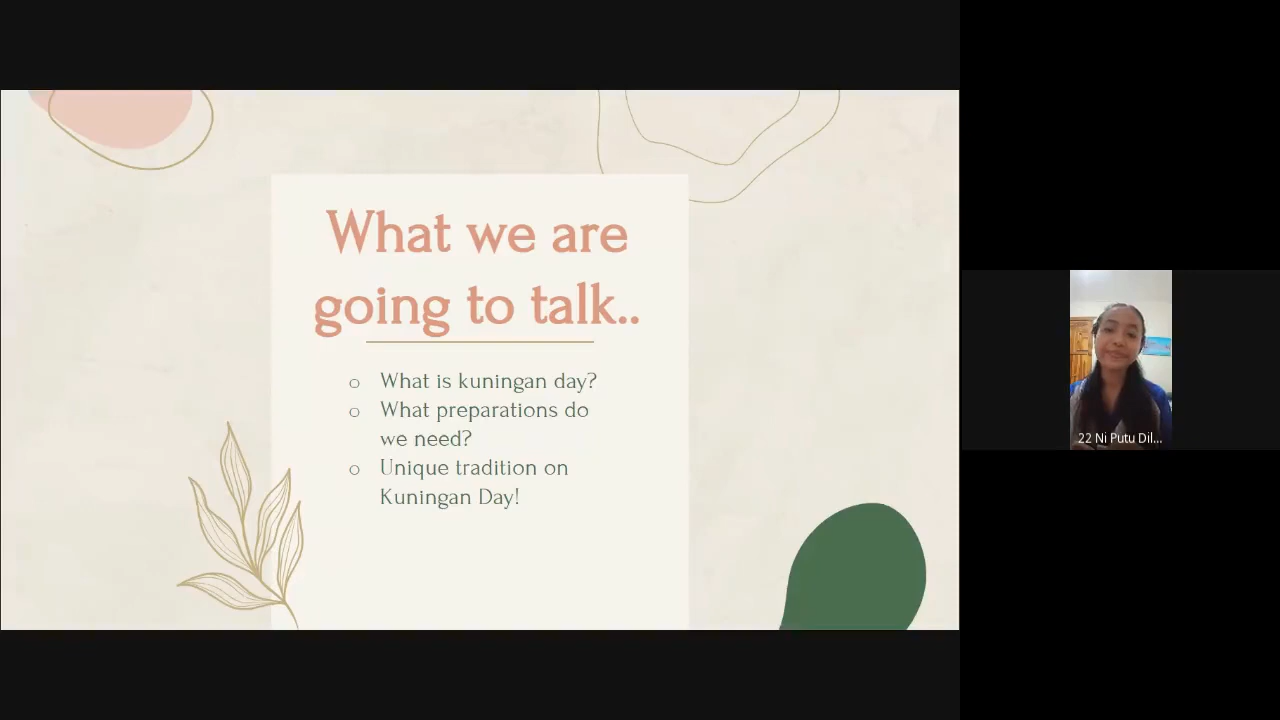 What we are
going to talk..
o What is kuningan day?
o What preparations do
we need?
o Unique tradition on
Kuningan Day!
22 Ni Putu Dil...